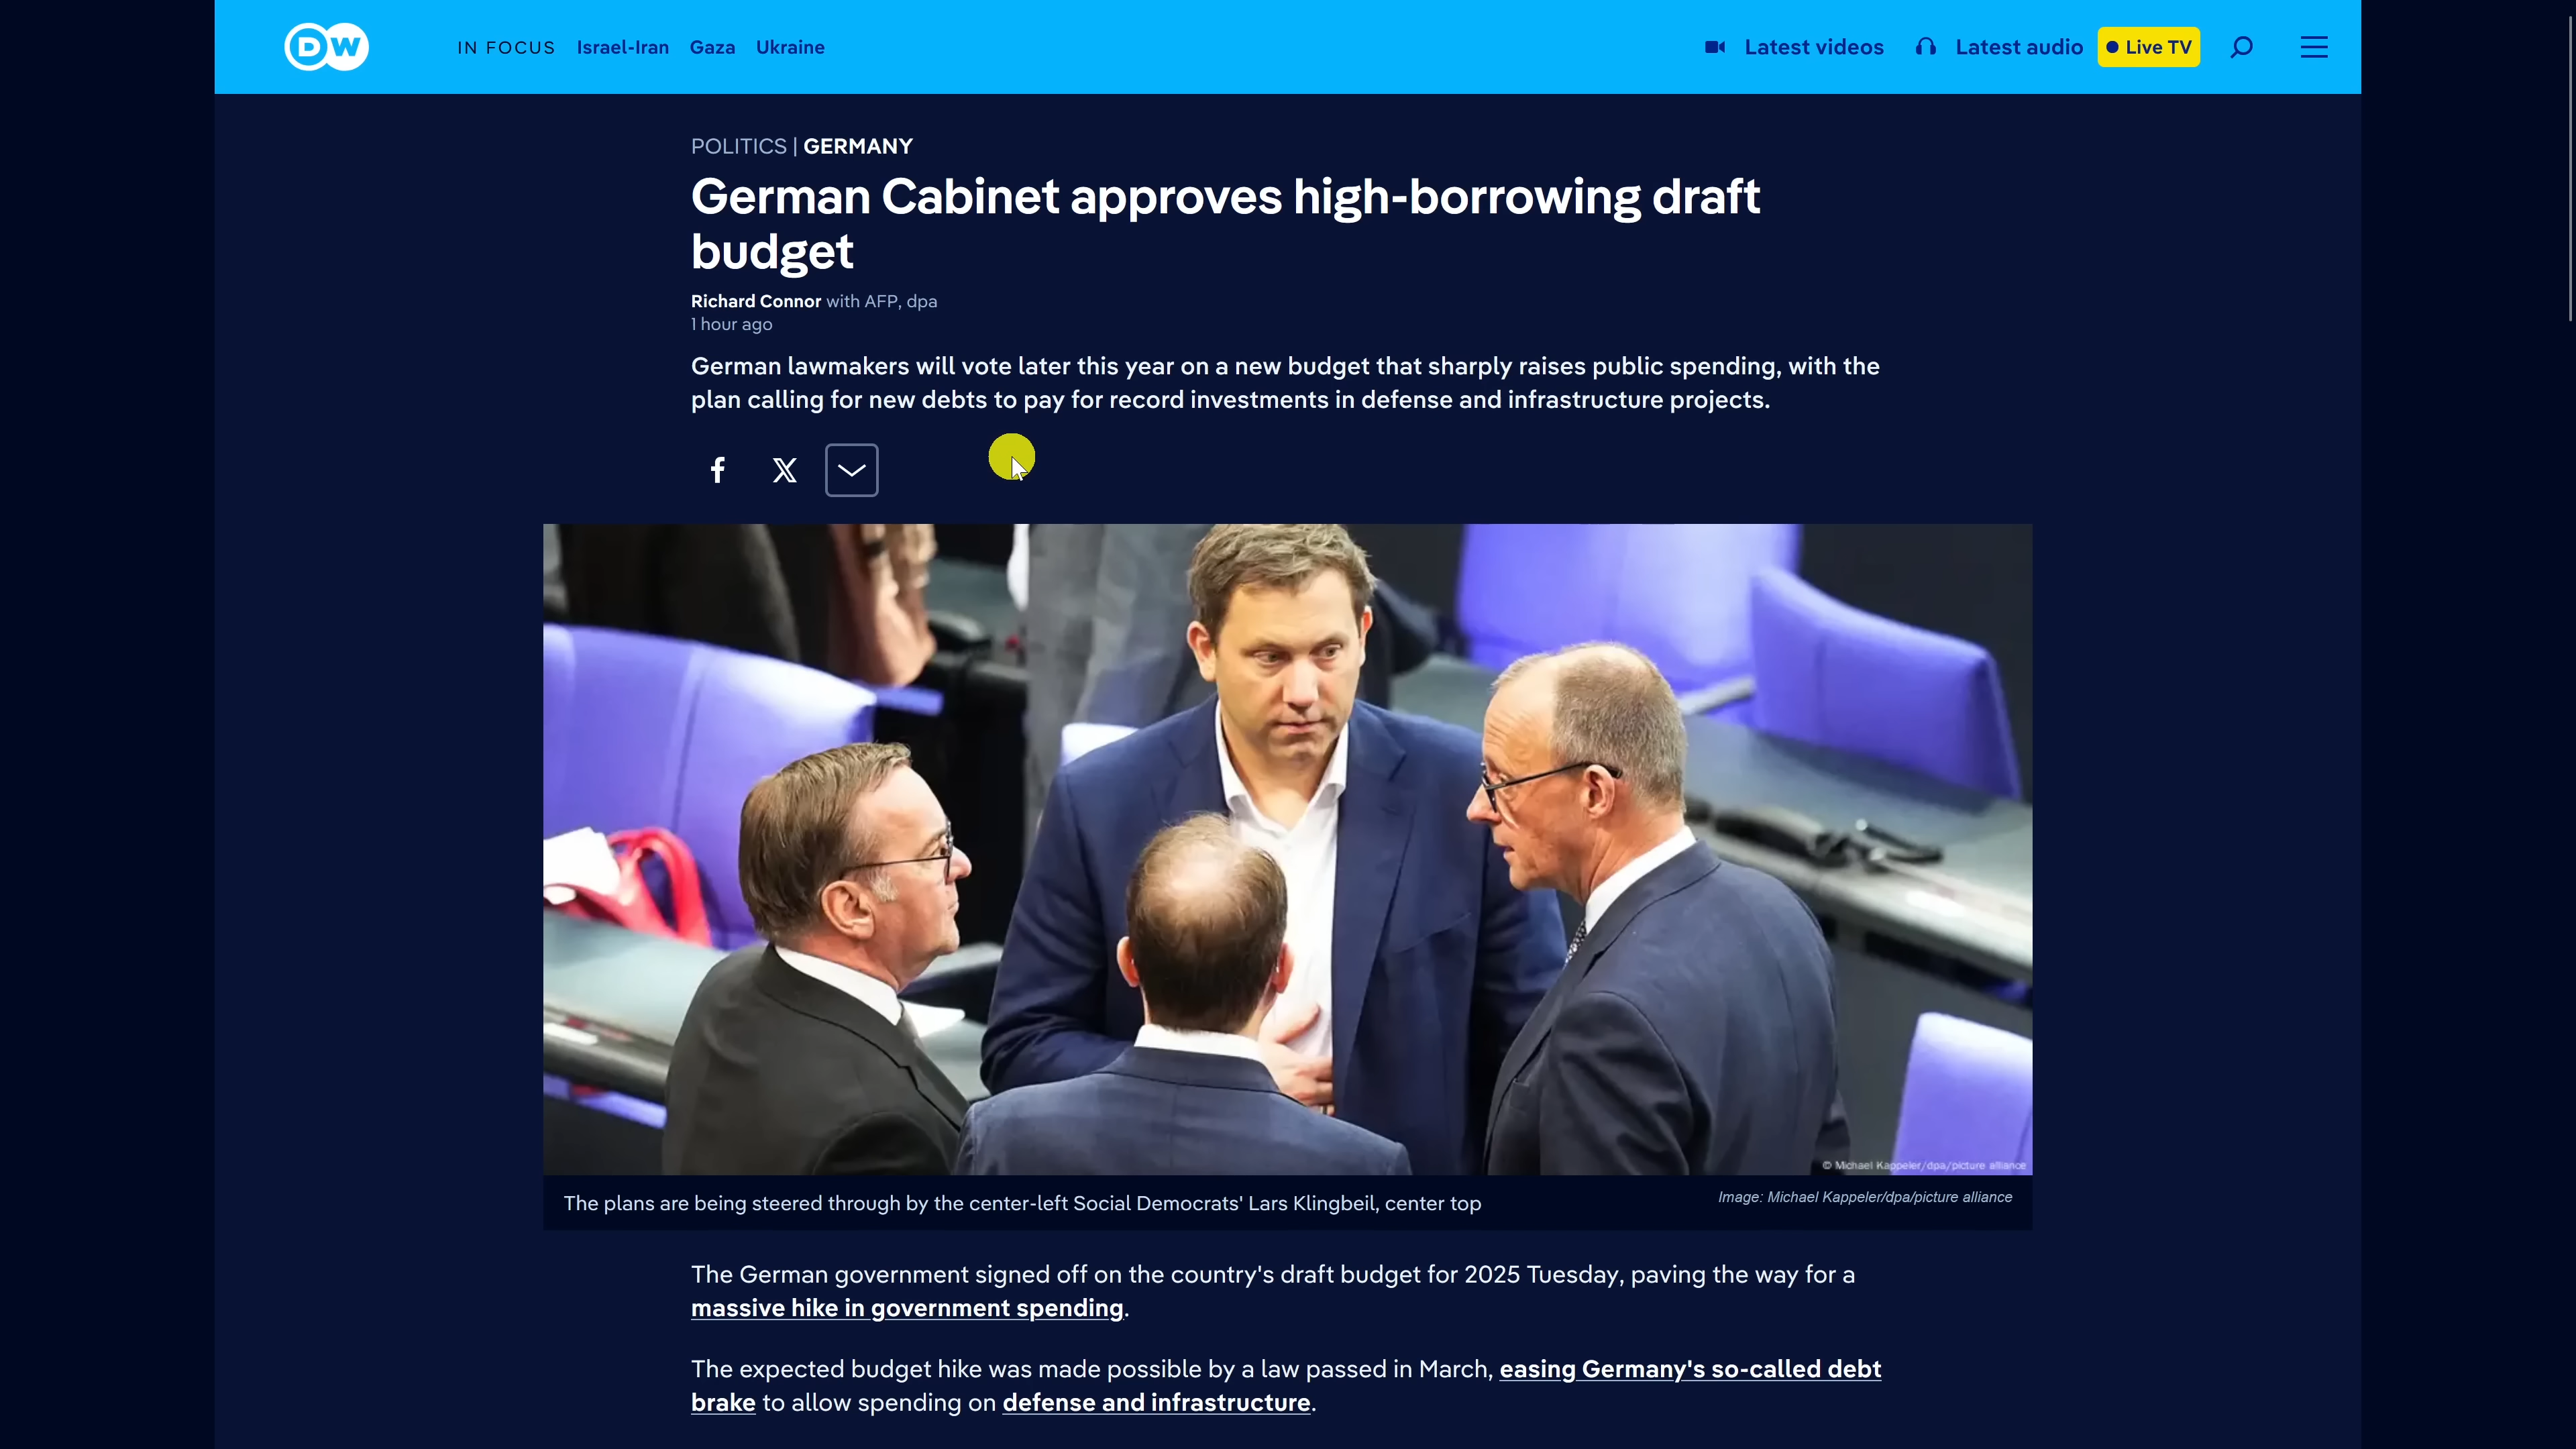 DW
IN FOCUS Israel-Iran Gaza Ukraine
Latest videos Latest audio Live TV
POLITICS | GERMANY
German Cabinet approves high-borrowing draft
budget
Richard Connor with AFP, dpa
1 hour ago
German lawmakers will vote later this year on a new budget that sharply raises public spending, with the
plan calling for new debts to pay for record investments in defense and infrastructure projects.
© Michael Kappeler/dpa/picture alliance
The plans are being steered through by the center-left Social Democrats' Lars Klingbeil, center top
Image: Michael Kappeler/dpa/picture alliance
The German government signed off on the country's draft budget for 2025 Tuesday, paving the way for a
massive hike in government spending.
The expected budget hike was made possible by a law passed in March, easing Germany's so-called debt
brake to allow spending on defense and infrastructure.